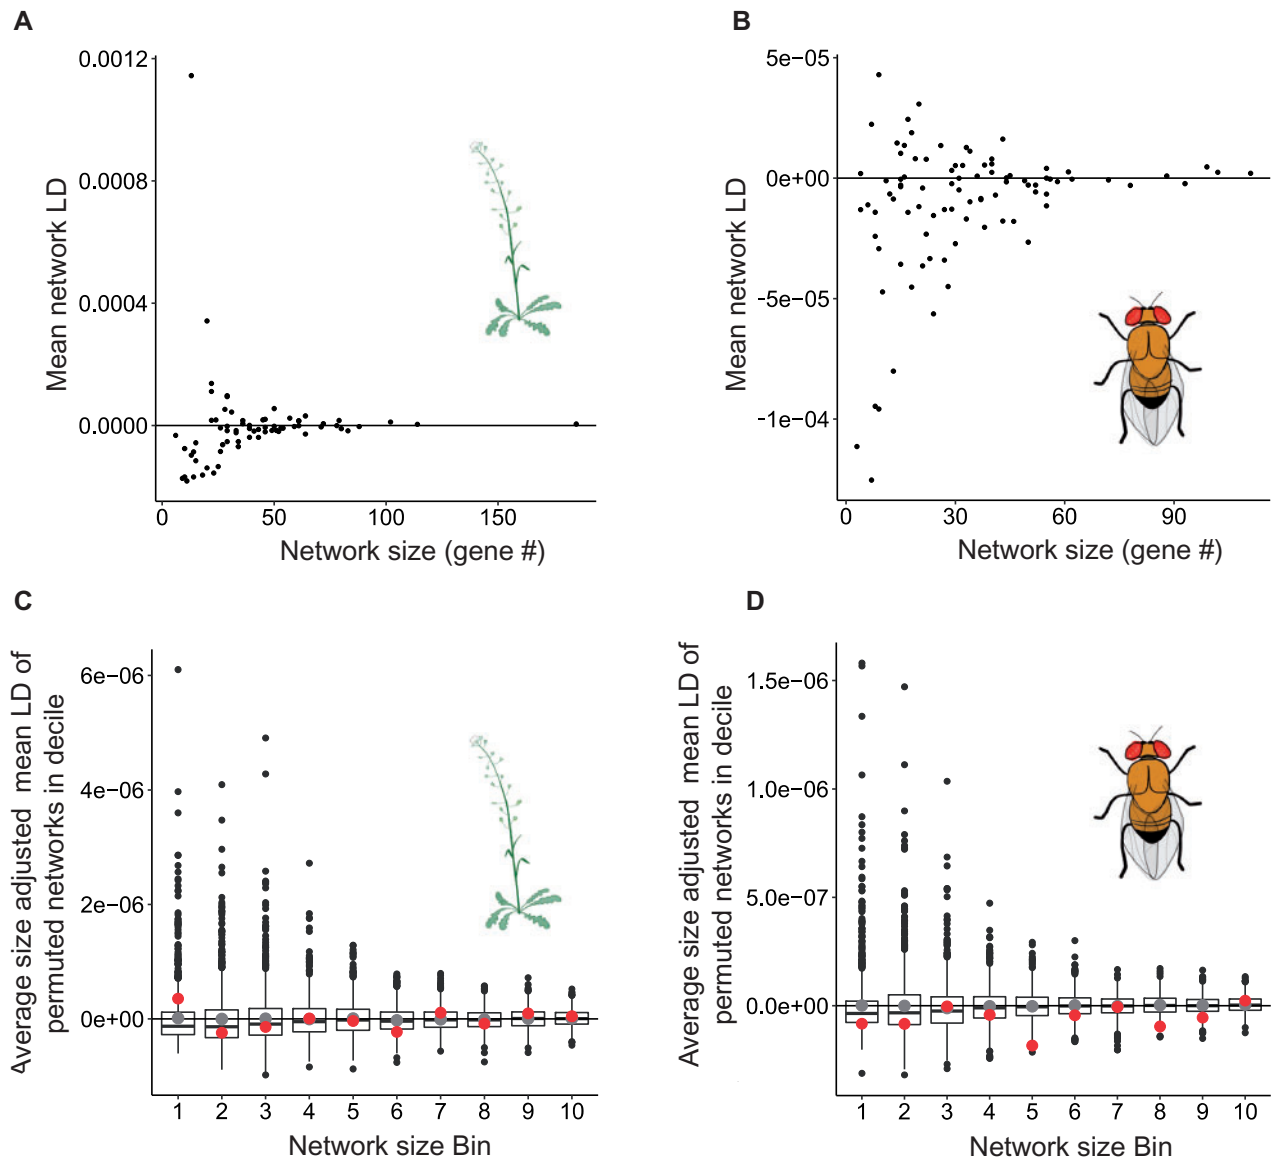 A
0.0012
0.0008
0.0004
0.0000
Mean network LD
0
50
100
150
Network size (gene #)
B
5e−05
0e+00
−5e−05
−1e−04
Mean network LD
0
30
60
90
Network size (gene #)
C
6e−06
4e−06
2e−06
0e+00
Average size adjusted mean LD of
permuted networks in decile
1 2 3 4 5 6 7 8 9 10
Network size Bin
D
1.5e−06
1.0e−06
5.0e−07
0.0e+00
Average size adjusted mean LD of
permuted networks in decile
1 2 3 4 5 6 7 8 9 10
Network size Bin